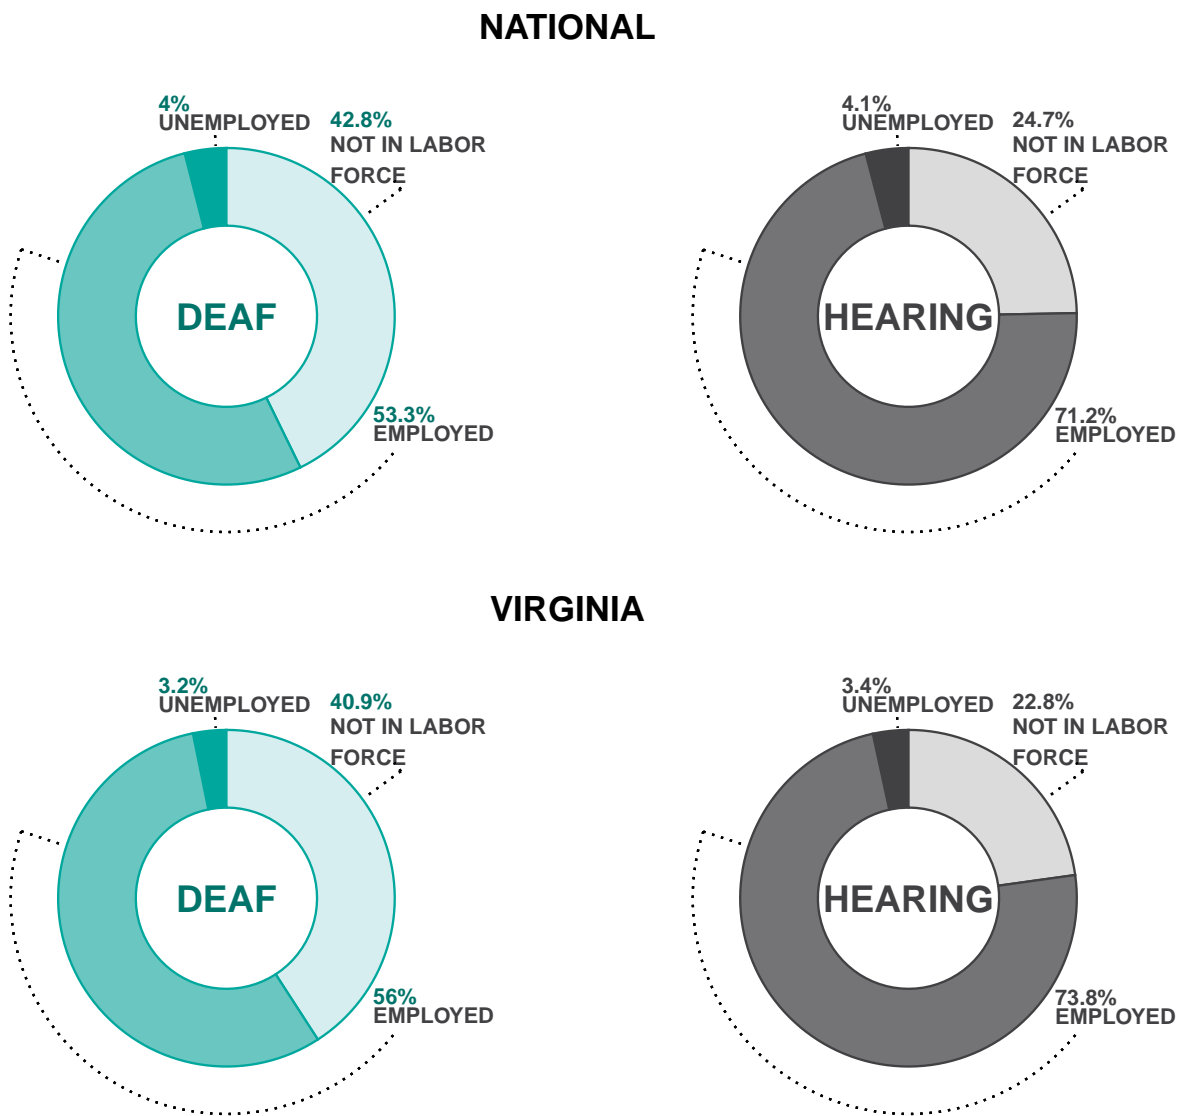 NATIONAL
4%
UNEMPLOYED
42.8%
NOT IN LABOR
FORCE
DEAF
53.3%
EMPLOYED
4.1%
UNEMPLOYED
24.7%
NOT IN LABOR
FORCE
HEARING
71.2%
EMPLOYED
VIRGINIA
3.2%
UNEMPLOYED
40.9%
NOT IN LABOR
FORCE
DEAF
56%
EMPLOYED
3.4%
UNEMPLOYED
22.8%
NOT IN LABOR
FORCE
HEARING
73.8%
EMPLOYED